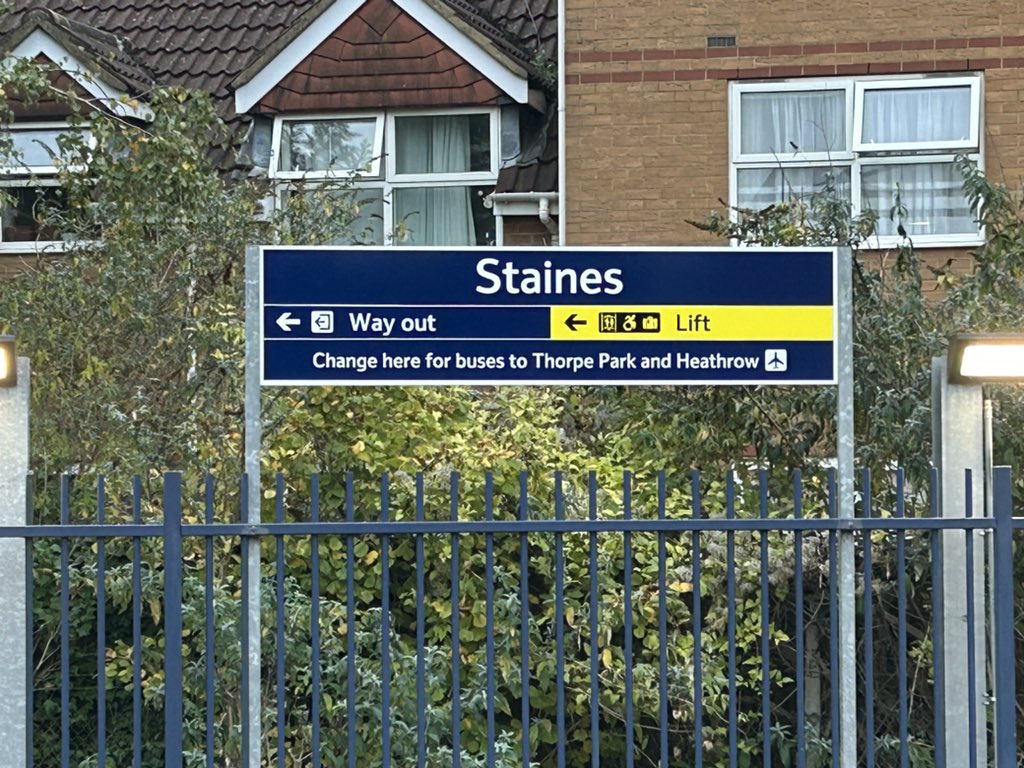 Staines
Way out Lift
Change here for buses to Thorpe Park and Heathrow